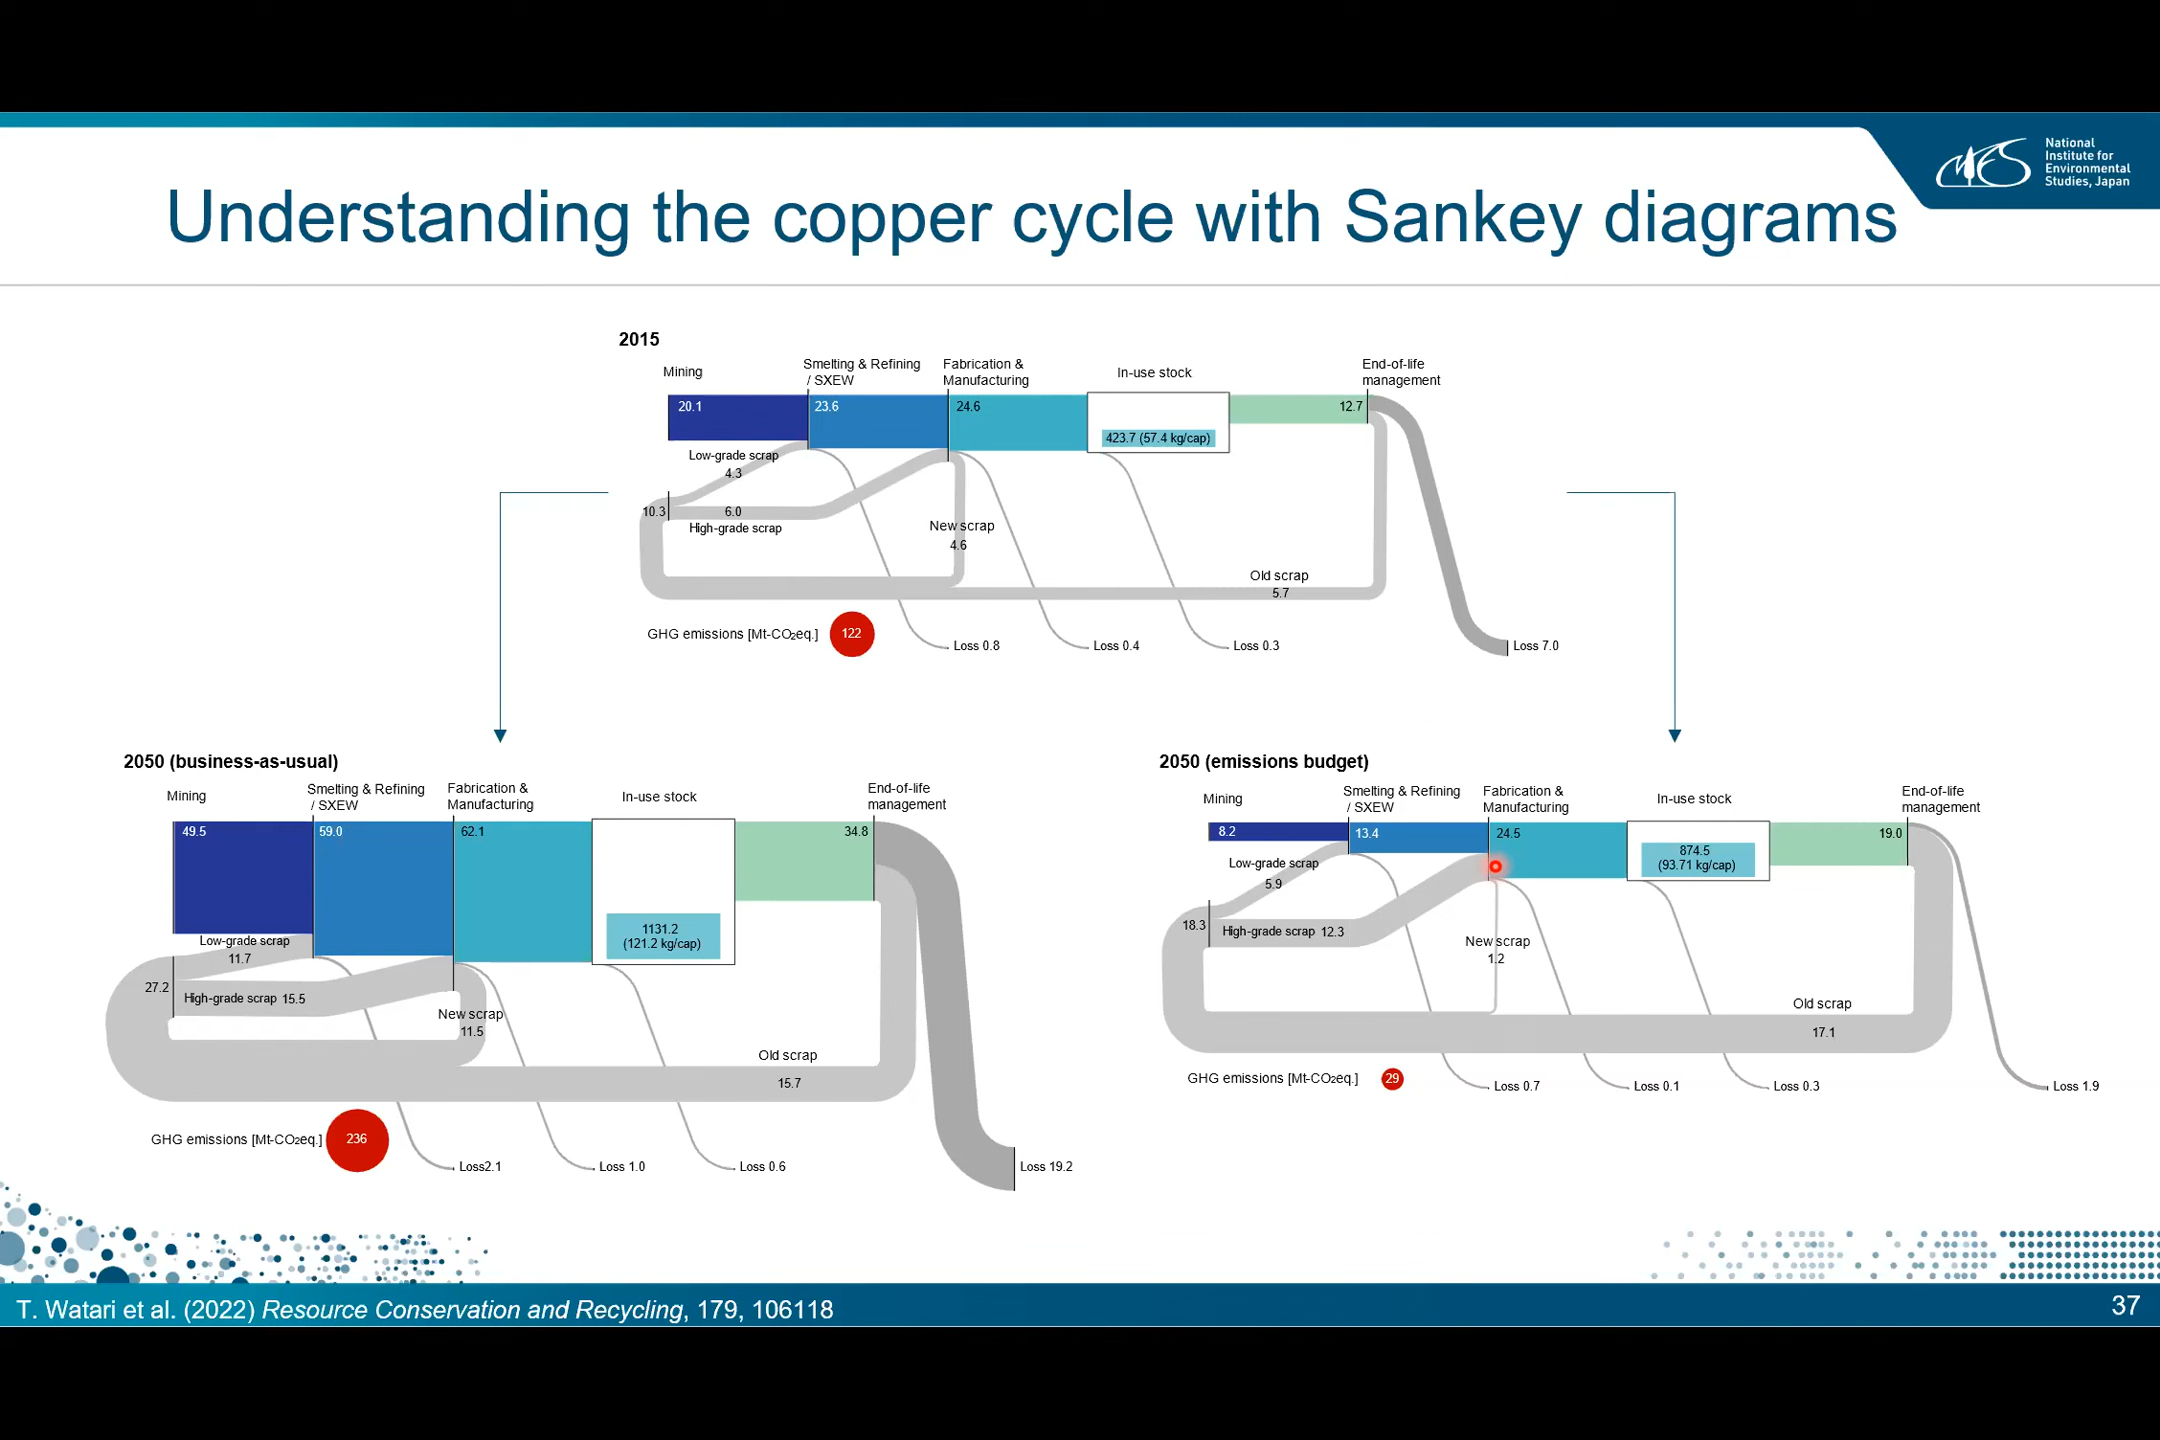 National
Institute for
Environmental
Studies, Japan
Understanding the copper cycle with Sankey diagrams
2015
Mining
Smelting & Refining
/ SXEW
Fabrication &
Manufacturing
In-use stock
End-of-life
management
20.1
23.6
24.6
12.7
423.7 (57.4 kg/cap)
Low-grade scrap
4.3
10.3
6.0
High-grade scrap
New scrap
4.6
Old scrap
5.7
GHG emissions [Mt-CO₂eq.]
122
Loss 0.8
Loss 0.4
Loss 0.3
Loss 7.0
2050 (business-as-usual)
Mining
Smelting & Refining
/ SXEW
Fabrication &
Manufacturing
In-use stock
End-of-life
management
49.5
59.0
62.1
34.8
1131.2
(121.2 kg/cap)
Low-grade scrap
11.7
27.2
High-grade scrap 15.5
New scrap
11.5
Old scrap
15.7
GHG emissions [Mt-CO₂eq.]
236
Loss2.1
Loss 1.0
Loss 0.6
Loss 19.2
2050 (emissions budget)
Mining
Smelting & Refining
/ SXEW
Fabrication &
Manufacturing
In-use stock
End-of-life
management
8.2
13.4
24.5
19.0
874.5
(93.71 kg/cap)
Low-grade scrap
5.9
18.3
High-grade scrap 12.3
New scrap
1.2
Old scrap
17.1
GHG emissions [Mt-CO₂eq.]
29
Loss 0.7
Loss 0.1
Loss 0.3
Loss 1.9
T. Watari et al. (2022) Resource Conservation and Recycling, 179, 106118
37